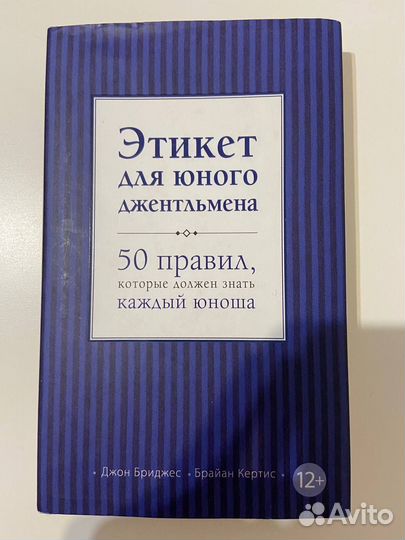 Этикет
для юного
джентльмена
50 правил,
которые должен знать
каждый юноша
• Джон Бриджес • Брайан Кертис •
12+
Avito